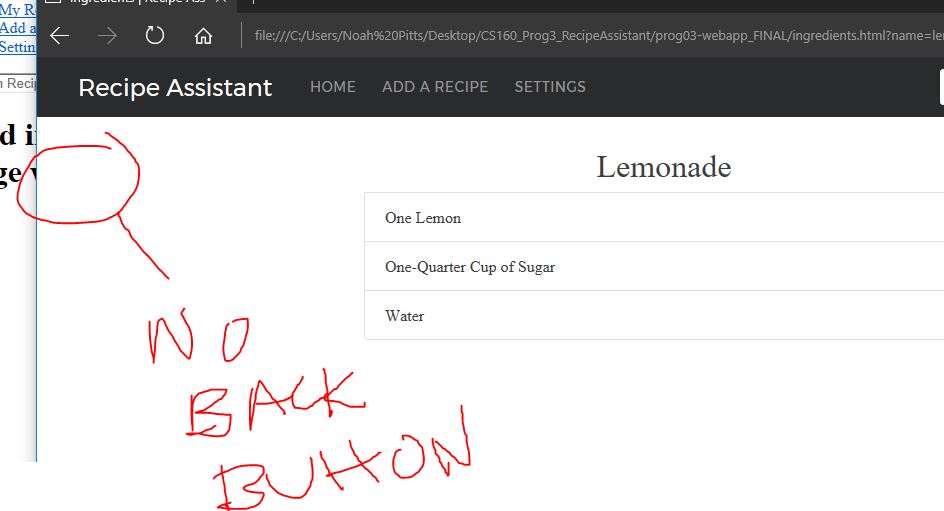 My R
Add a
Settin
Ingredients | Recipe Ass
file:///C:/Users/Noah%20Pitts/Desktop/CS160_Prog3_RecipeAssistant/prog03-webapp_FINAL/ingredients.html?name=le
Recipe Assistant HOME ADD A RECIPE SETTINGS
n Recip
d i
ge
Lemonade
One Lemon
One-Quarter Cup of Sugar
Water
NO
BACK
BUTTON